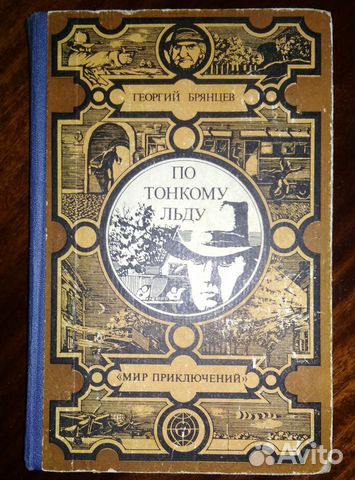 ГЕОРГИЙ БРЯНЦЕВ
ПО
ТОНКОМУ
ЛЬДУ
«МИР ПРИКЛЮЧЕНИЙ»
Avito